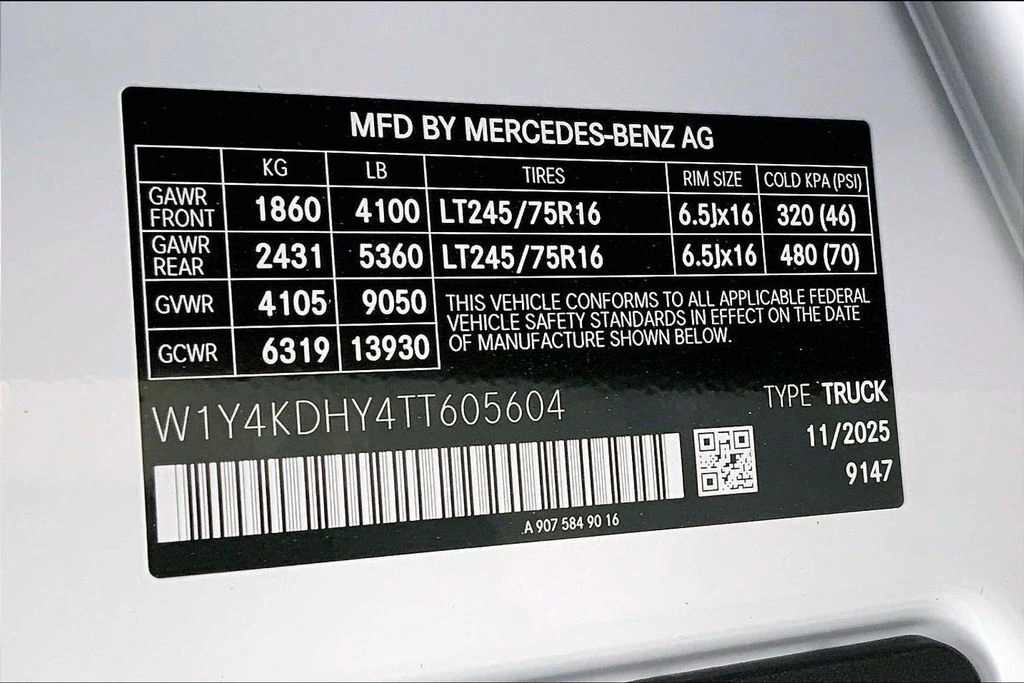 MFD BY MERCEDES-BENZ AG
KG LB TIRES RIM SIZE COLD KPA (PSI)
GAWR FRONT 1860 4100 LT245/75R16 6.5Jx16 320 (46)
GAWR REAR 2431 5360 LT245/75R16 6.5Jx16 480 (70)
GVWR 4105 9050
GCWR 6319 13930
THIS VEHICLE CONFORMS TO ALL APPLICABLE FEDERAL
VEHICLE SAFETY STANDARDS IN EFFECT ON THE DATE
OF MANUFACTURE SHOWN BELOW.
W1Y4KDHY4TT605604
TYPE TRUCK
11/2025
9147
A 907 584 90 16